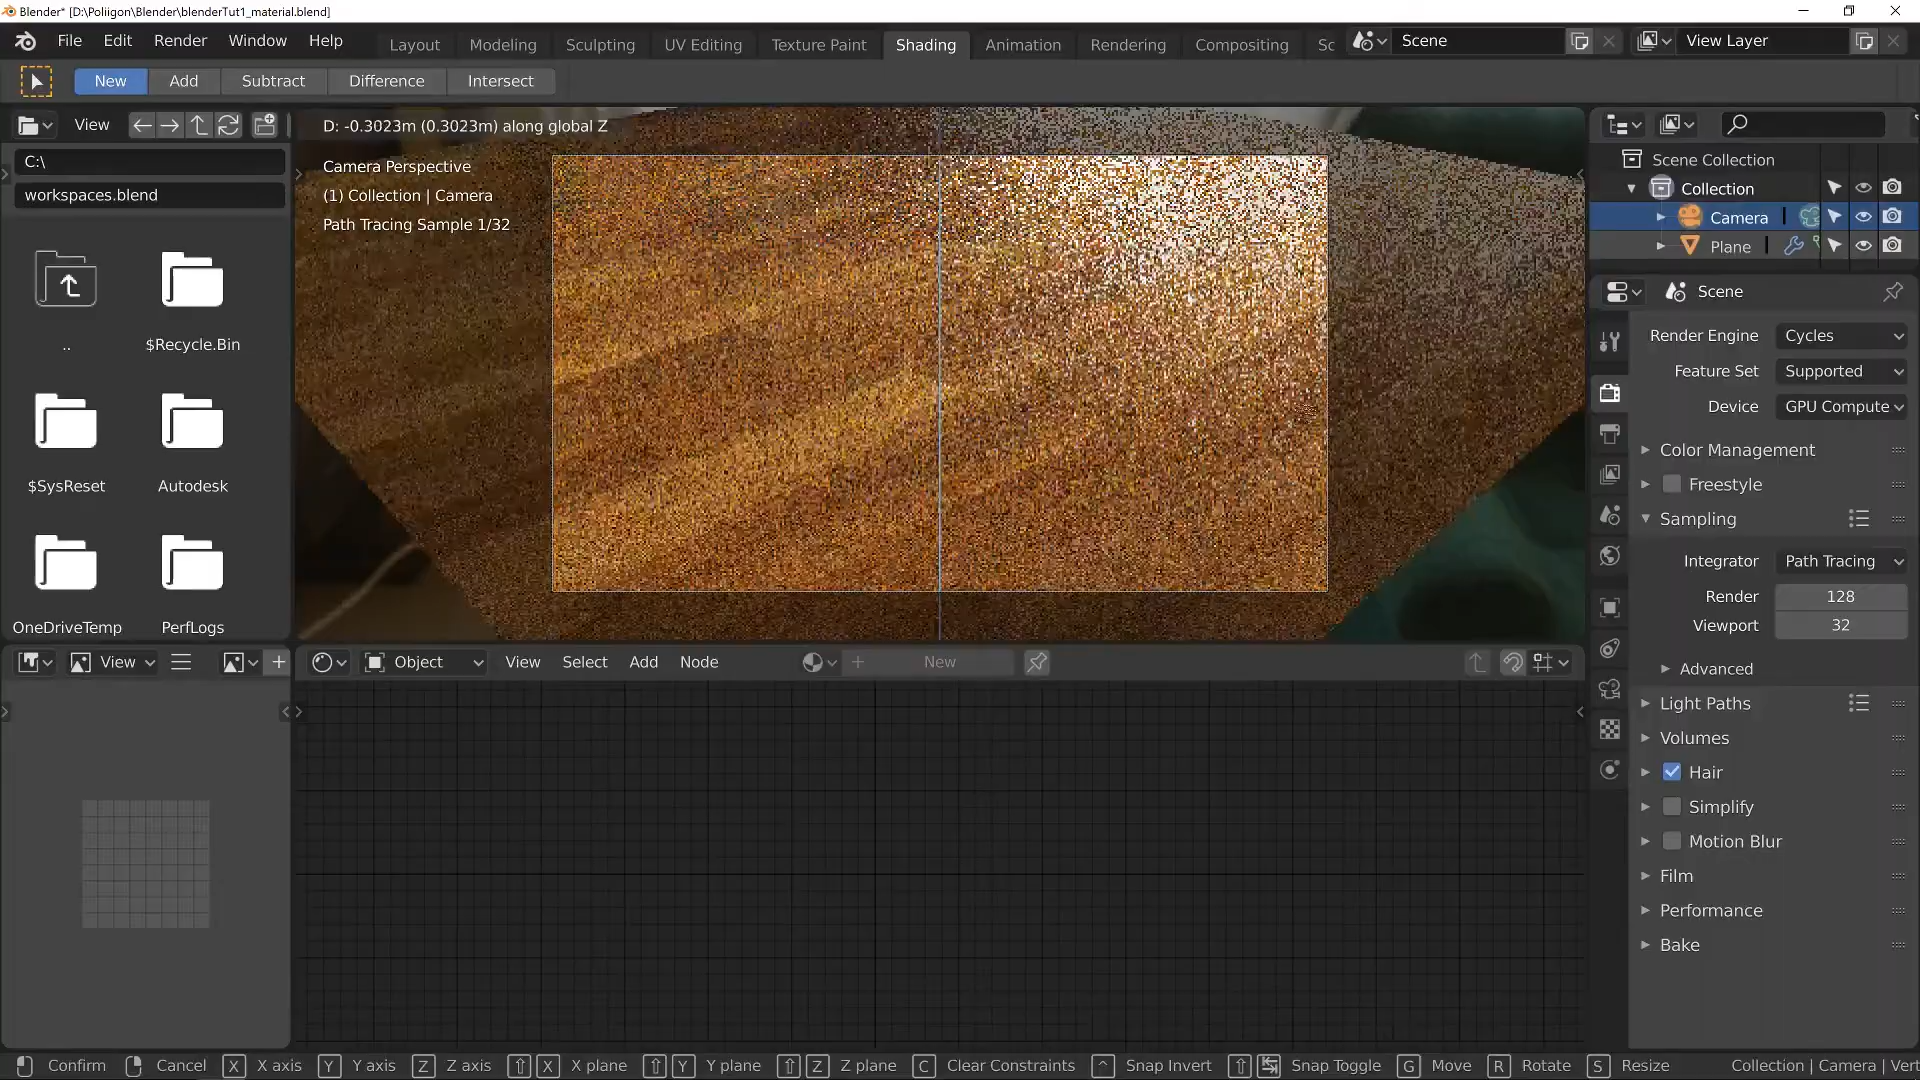 Blender* [D:\Poliigon\Blender\blenderTut1_material.blend]
File Edit Render Window Help Layout Modeling Sculpting UV Editing Texture Paint Shading Animation Rendering Compositing Sc Scene View Layer
New Add Subtract Difference Intersect
View
C:\
workspaces.blend
..
$Recycle.Bin
$SysReset
Autodesk
OneDriveTemp
PerfLogs
D: -0.3023m (0.3023m) along global Z
Camera Perspective
(1) Collection | Camera
Path Tracing Sample 1/32
Scene Collection
Collection
Camera
Plane
Scene
Render Engine Cycles
Feature Set Supported
Device GPU Compute
Color Management
Freestyle
Sampling
Integrator Path Tracing
Render 128
Viewport 32
Advanced
Light Paths
Volumes
Hair
Simplify
Motion Blur
Film
Performance
Bake
View
Object View Select Add Node New
Confirm Cancel X X axis Y Y axis Z Z axis X X plane Y Y plane Z Z plane C Clear Constraints ^ Snap Invert Snap Toggle G Move R Rotate S Resize Collection | Camera | Vert